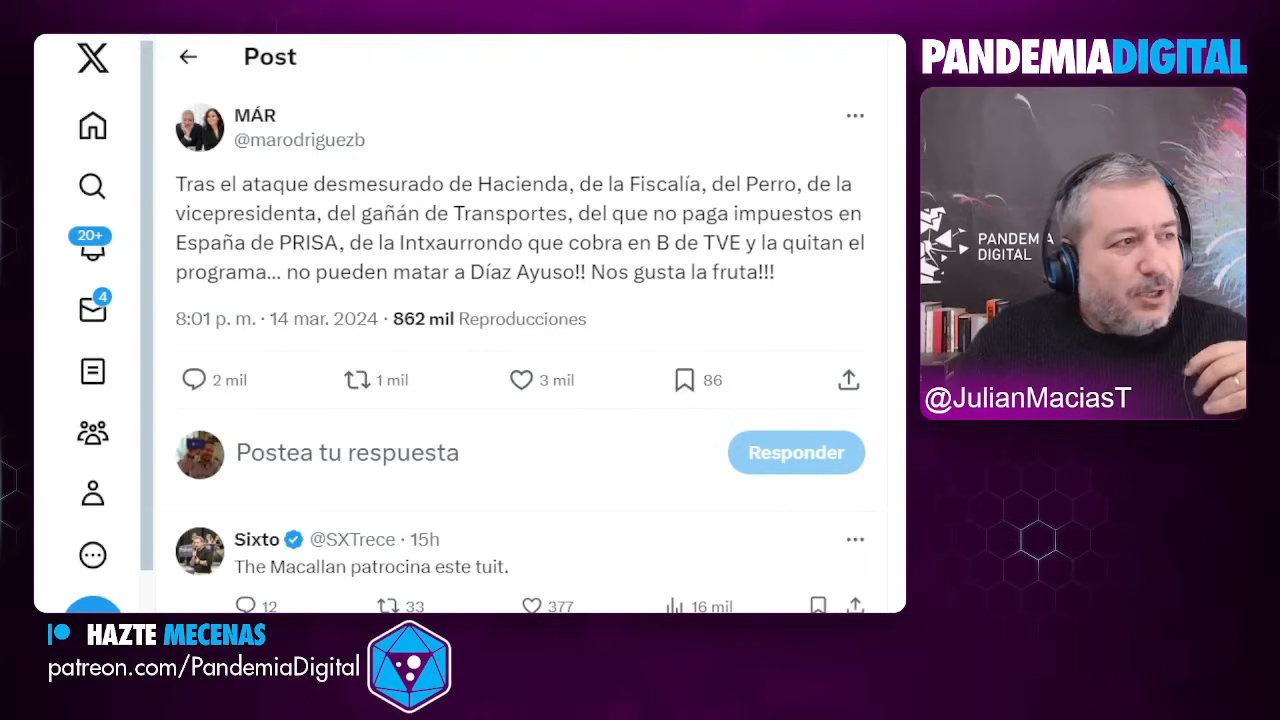 Post
PANDEMIADIGITAL
MÁR
@marodriguezb
Tras el ataque desmesurado de Hacienda, de la Fiscalía, del Perro, de la
vicepresidenta, del gañán de Transportes, del que no paga impuestos en
España de PRISA, de la Intxaurrondo que cobra en B de TVE y la quitan el
programa... no pueden matar a Díaz Ayuso!! Nos gusta la fruta!!!
20+
8:01 p. m. · 14 mar. 2024 · 862 mil Reproducciones
4
2 mil
1 mil
3 mil
86
PANDEMIA
DIGITAL
@JulianMaciasT
Postea tu respuesta
Responder
Sixto @SXTrece · 15h
The Macallan patrocina este tuit.
12
33
377
16 mil
HAZTE MECENAS
patreon.com/PandemiaDigital